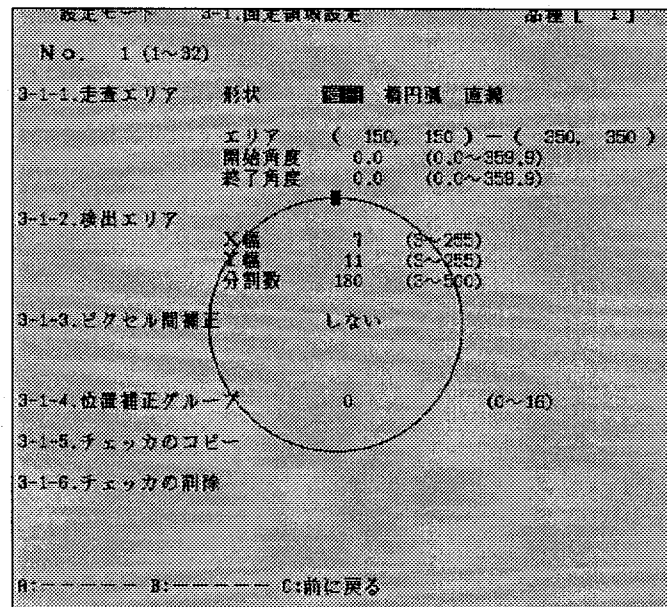 設定モード 3-1.固定領域設定 品種[ 1]
No. 1 (1~32)
3-1-1.走査エリア 形状 楕円弧 直線
エリア ( 150, 150 ) - ( 350, 350 )
開始角度 0.0 (0.0~359.9)
終了角度 0.0 (0.0~359.9)
3-1-2.検出エリア
X幅 7 (3~255)
Y幅 11 (3~255)
分割数 180 (3~500)
3-1-3.ピクセル間補正 しない
3-1-4.位置補正グループ 0 (0~16)
3-1-5.チェッカのコピー
3-1-6.チェッカの削除
A:----- B:------ C:前に戻る